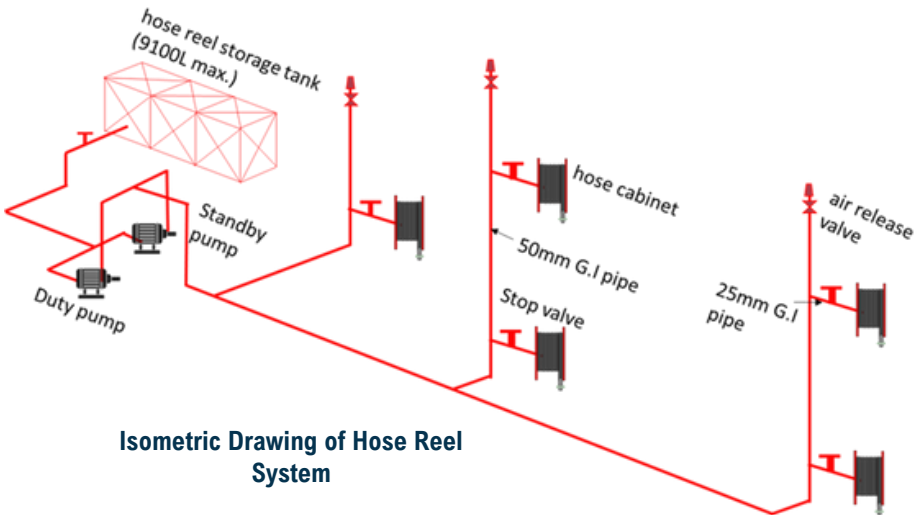 hose reel storage tank
(9100L max.)
Standby
pump
Duty pump
hose cabinet
50mm G.I pipe
Stop valve
air release
valve
25mm G.I
pipe
Isometric Drawing of Hose Reel
System